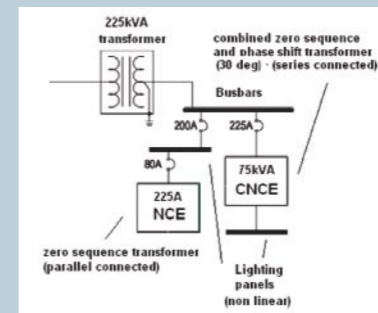 225kVA
transformer
combined zero sequence
and phase shift transformer
(30 deg) - (series connected)
Busbars
200A
225A
80A
225A
NCE
75kVA
CNCE
zero sequence transformer
(parallel connected)
Lighting
panels
(non linear)